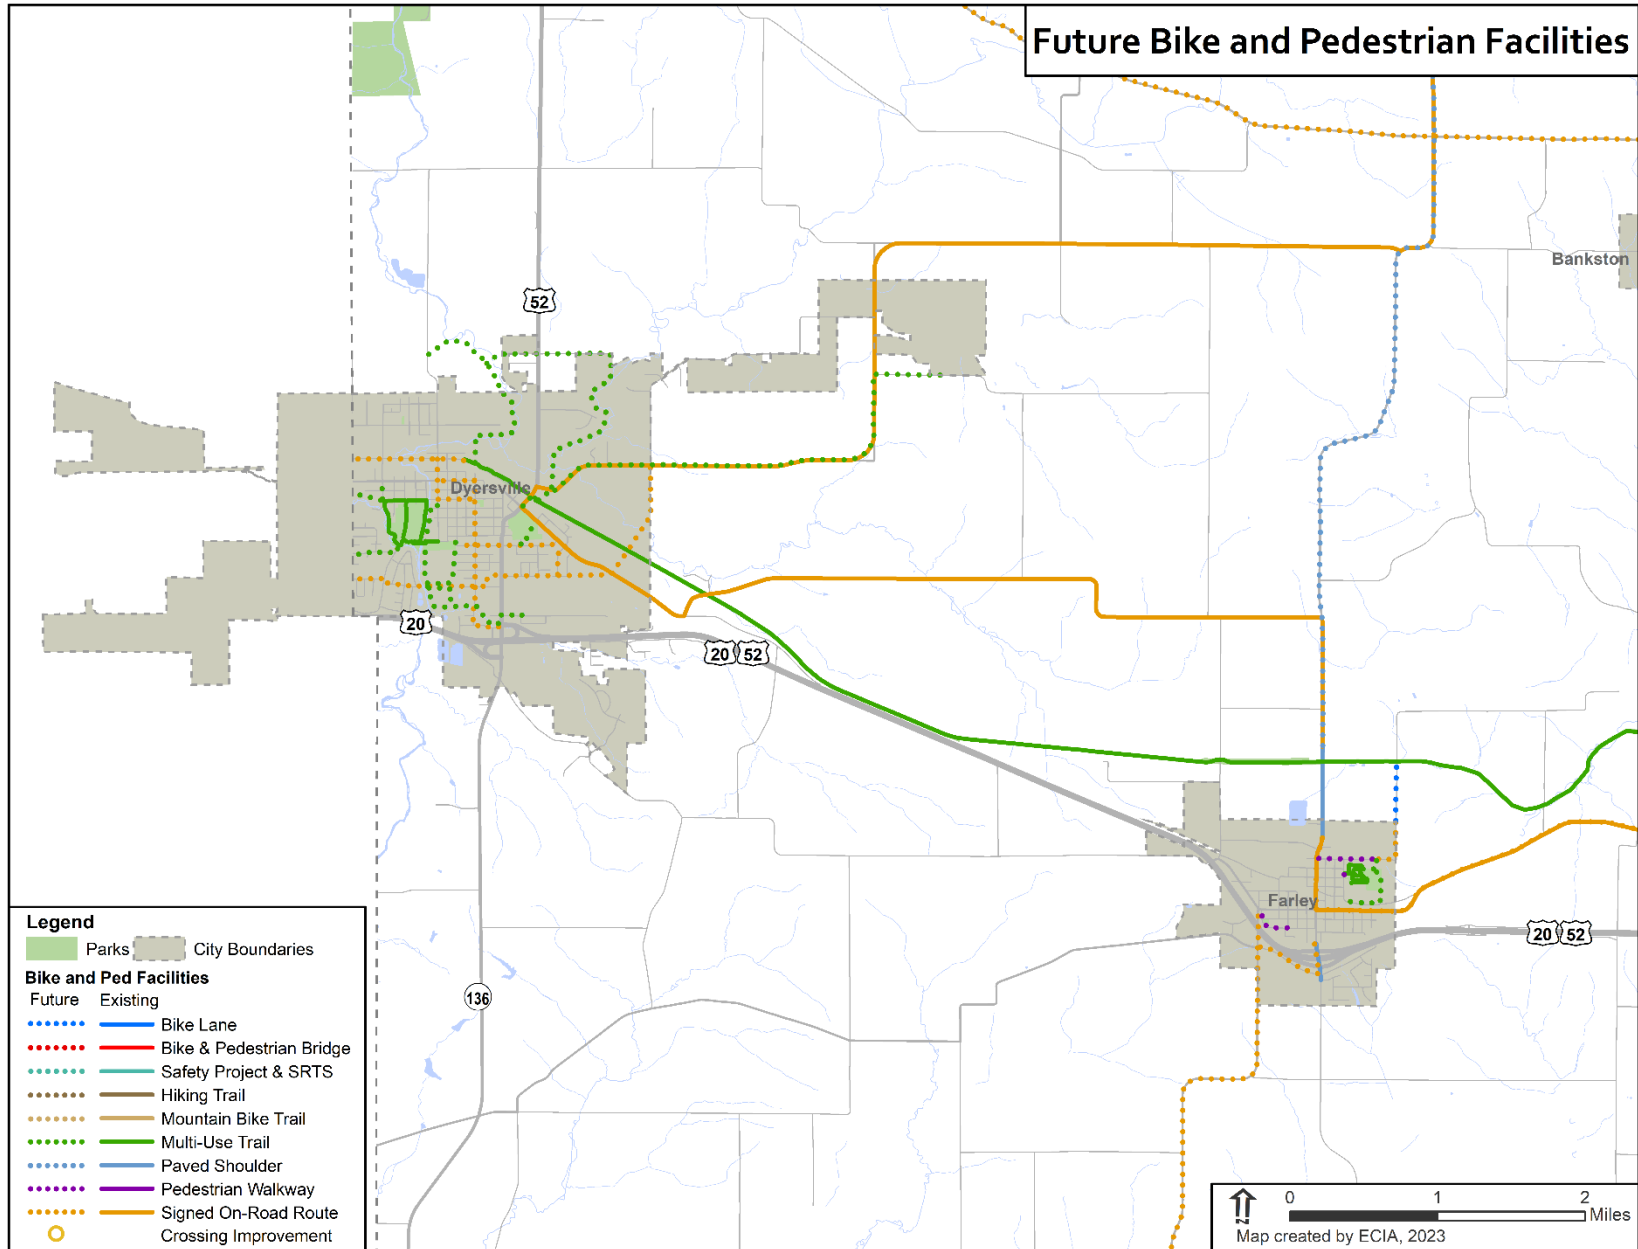 Future Bike and Pedestrian Facilities
Bankston
52
Dyersville
20
20 52
Farley
20 52
136
Legend
Parks City Boundaries
Bike and Ped Facilities
Future Existing
Bike Lane
Bike & Pedestrian Bridge
Safety Project & SRTS
Hiking Trail
Mountain Bike Trail
Multi-Use Trail
Paved Shoulder
Pedestrian Walkway
Signed On-Road Route
Crossing Improvement
N
0 1 2
Miles
Map created by ECIA, 2023